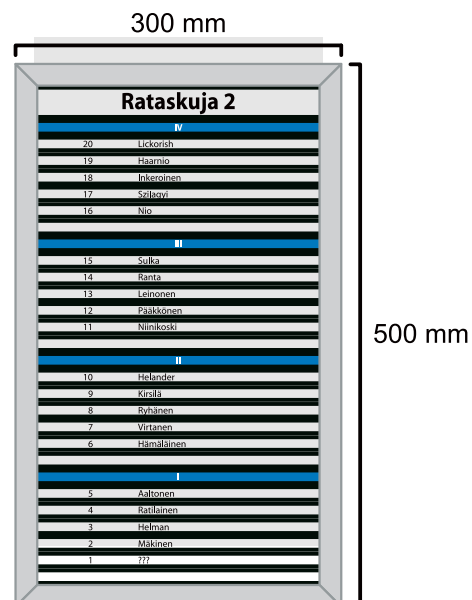 300 mm
Rataskuja 2
IV
20 Lickorish
19 Haarnio
18 Inkeroinen
17 Szilagyi
16 Nio
III
15 Sulka
14 Ranta
13 Leinonen
12 Pääkkönen
11 Niinikoski
500 mm
II
10 Helander
9 Kirsilä
8 Ryhänen
7 Virtanen
6 Hämäläinen
I
5 Aaltonen
4 Ratilainen
3 Helman
2 Mäkinen
1 ???